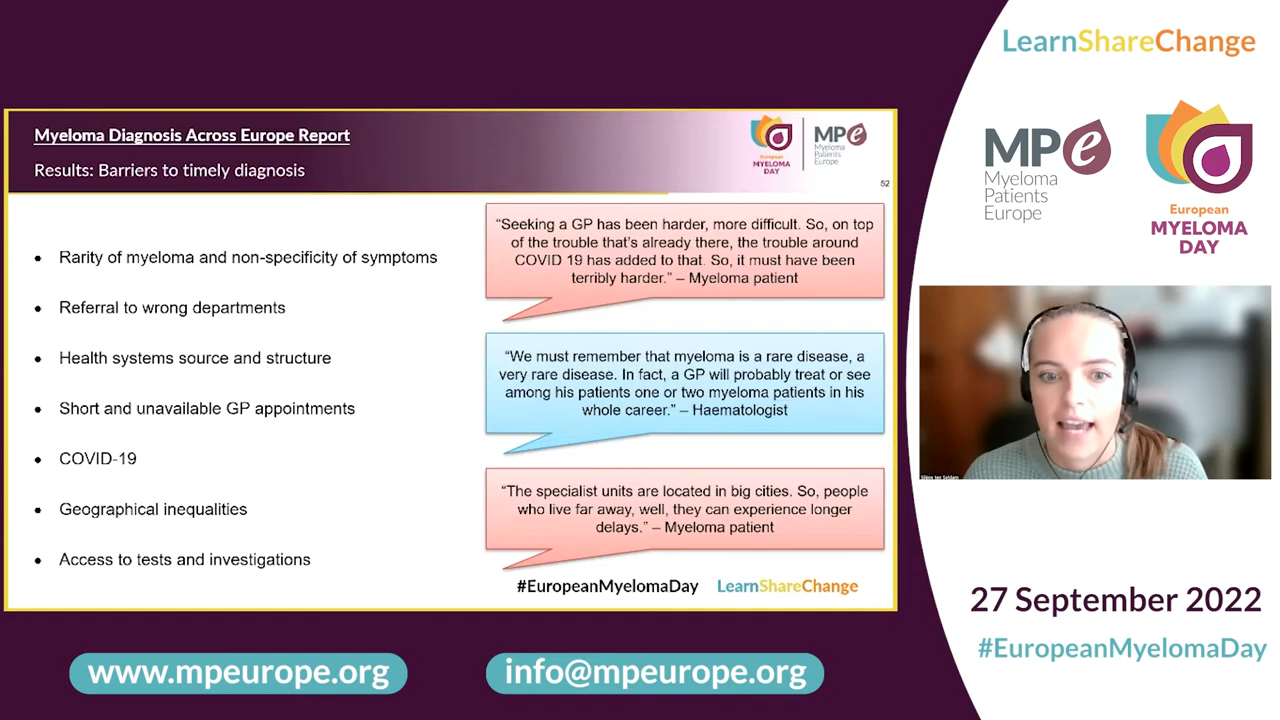 LearnShareChange
Myeloma Diagnosis Across Europe Report
Results: Barriers to timely diagnosis
European
MYELOMA
DAY
MPe
Myeloma
Patients
Europe
52
• Rarity of myeloma and non-specificity of symptoms
• Referral to wrong departments
• Health systems source and structure
• Short and unavailable GP appointments
• COVID-19
• Geographical inequalities
• Access to tests and investigations
“Seeking a GP has been harder, more difficult. So, on top
of the trouble that’s already there, the trouble around
COVID 19 has added to that. So, it must have been
terribly harder.” – Myeloma patient
“We must remember that myeloma is a rare disease, a
very rare disease. In fact, a GP will probably treat or see
among his patients one or two myeloma patients in his
whole career.” – Haematologist
“The specialist units are located in big cities. So, people
who live far away, well, they can experience longer
delays.” – Myeloma patient
#EuropeanMyelomaDay LearnShareChange
MPe
Myeloma
Patients
Europe
European
MYELOMA
DAY
ten Seldam
27 September 2022
#EuropeanMyelomaDay
www.mpeurope.org
info@mpeurope.org